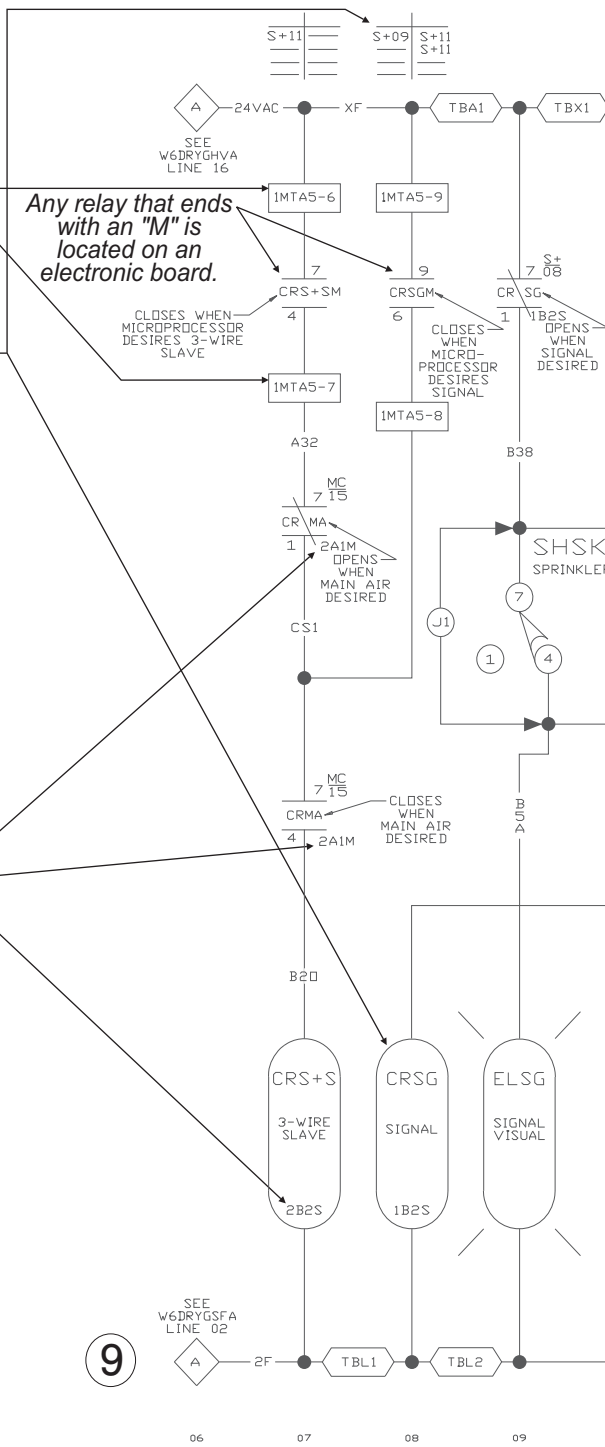 S+11
S+09 S+11
S+11
A 24VAC XF TBA1 TBX1
SEE
W6DRYGHVA
LINE 16
1MTA5-6
1MTA5-9
Any relay that ends
with an "M" is
located on an
electronic board.
7
CRS+SM
4
CLOSES WHEN
MICROPROCESSOR
DESIRES 3-WIRE
SLAVE
9
CRSGM
6
CLOSES
WHEN
MICRO-
PROCESSOR
DESIRES
SIGNAL
S+
7 08
CR SG
1 1B2S
OPENS
WHEN
SIGNAL
DESIRED
1MTA5-7
1MTA5-8
A32
B38
MC
7 15
CR MA
1 2A1M
OPENS
WHEN
MAIN AIR
DESIRED
CS1
SHSK
SPRINKLER
7
J1
1
4
MC
7 15
CRMA
4 2A1M
CLOSES
WHEN
MAIN AIR
DESIRED
B5A
B20
CRS+S
3-WIRE
SLAVE
2B2S
CRSG
SIGNAL
1B2S
ELSG
SIGNAL
VISUAL
SEE
W6DRYGSFA
LINE 02
9
A 2F TBL1 TBL2
06 07 08 09